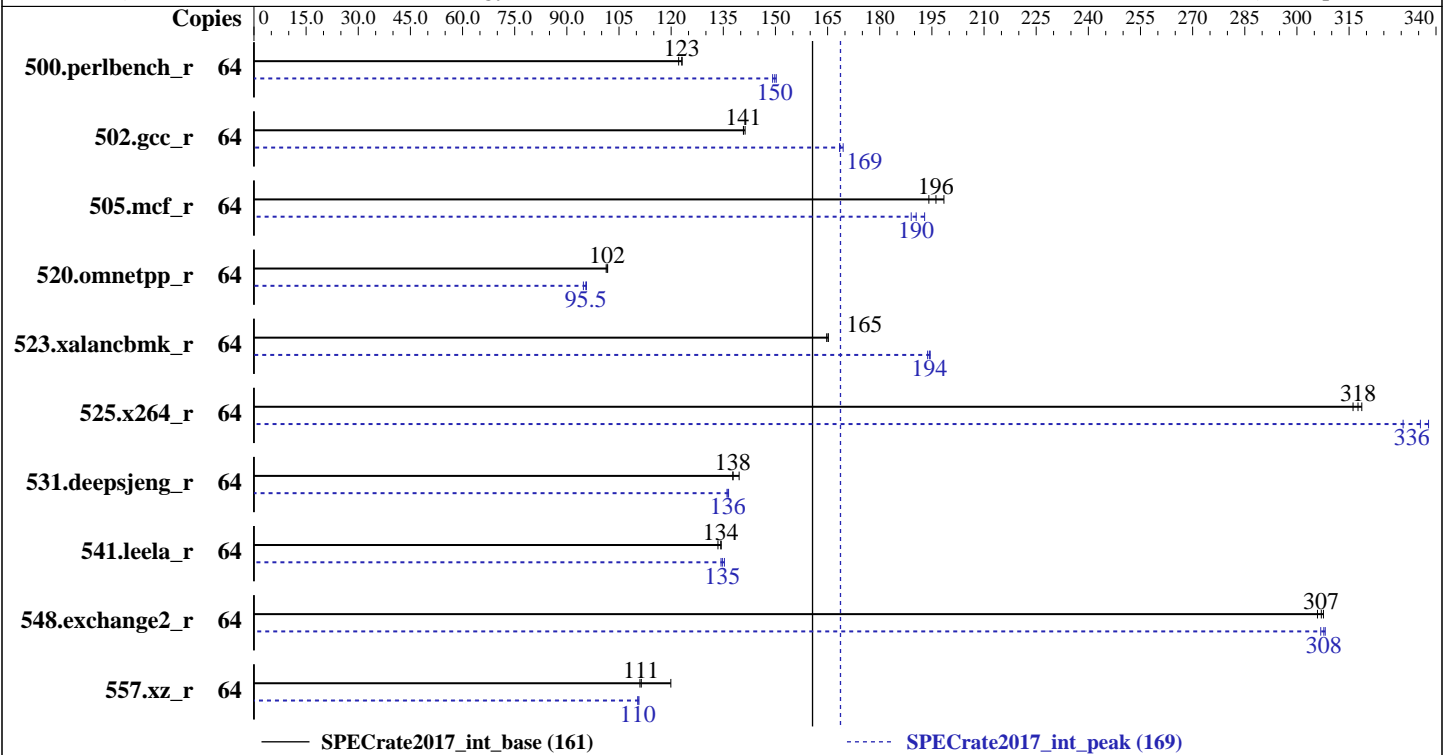 Copies 0 15.0 30.0 45.0 60.0 75.0 90.0 105 120 135 150 165 180 195 210 225 240 255 270 285 300 315 340
123
500.perlbench_r 64
150
141
502.gcc_r 64
169
196
505.mcf_r 64
190
102
520.omnetpp_r 64
95.5
165
523.xalancbmk_r 64
194
318
525.x264_r 64
336
138
531.deepsjeng_r 64
136
134
541.leela_r 64
135
307
548.exchange2_r 64
308
111
557.xz_r 64
110
SPECrate2017_int_base (161) SPECrate2017_int_peak (169)